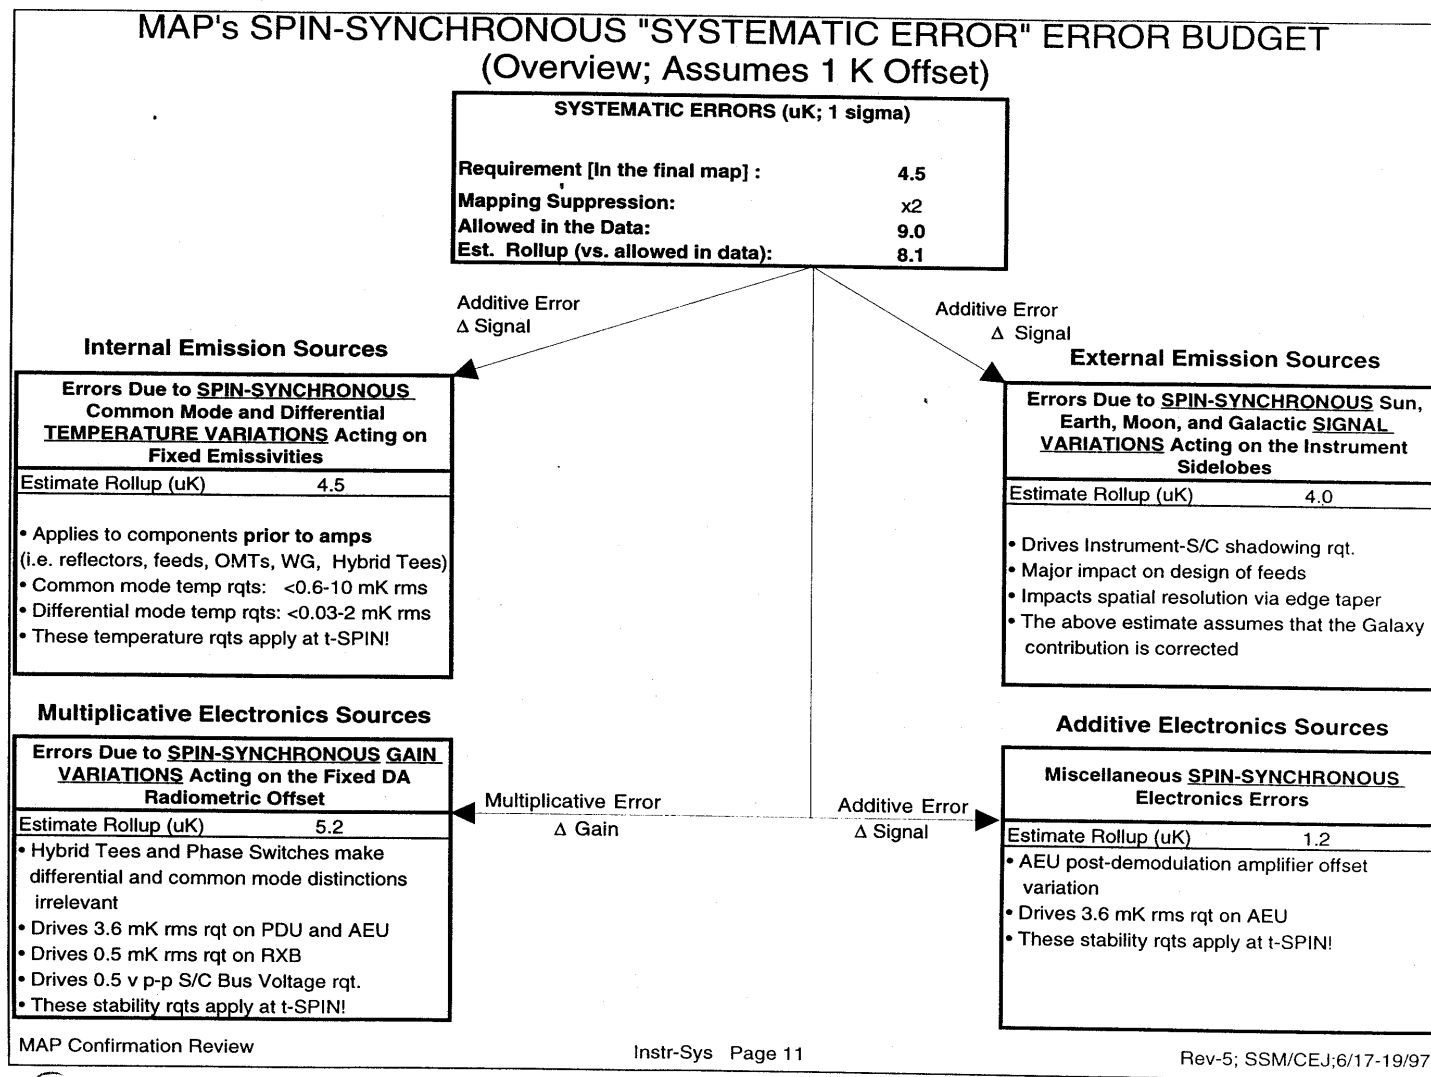 MAP's SPIN-SYNCHRONOUS "SYSTEMATIC ERROR" ERROR BUDGET
(Overview; Assumes 1 K Offset)
SYSTEMATIC ERRORS (uK; 1 sigma)
Requirement [In the final map] : 4.5
Mapping Suppression: x2
Allowed in the Data: 9.0
Est. Rollup (vs. allowed in data): 8.1
Additive Error
Δ Signal
Additive Error
Δ Signal
Internal Emission Sources
Errors Due to SPIN-SYNCHRONOUS
Common Mode and Differential
TEMPERATURE VARIATIONS Acting on
Fixed Emissivities
Estimate Rollup (uK) 4.5
• Applies to components prior to amps
(i.e. reflectors, feeds, OMTs, WG, Hybrid Tees)
• Common mode temp rqts: <0.6-10 mK rms
• Differential mode temp rqts: <0.03-2 mK rms
• These temperature rqts apply at t-SPIN!
External Emission Sources
Errors Due to SPIN-SYNCHRONOUS Sun,
Earth, Moon, and Galactic SIGNAL
VARIATIONS Acting on the Instrument
Sidelobes
Estimate Rollup (uK) 4.0
• Drives Instrument-S/C shadowing rqt.
• Major impact on design of feeds
• Impacts spatial resolution via edge taper
• The above estimate assumes that the Galaxy
contribution is corrected
Multiplicative Electronics Sources
Errors Due to SPIN-SYNCHRONOUS GAIN
VARIATIONS Acting on the Fixed DA
Radiometric Offset
Estimate Rollup (uK) 5.2
• Hybrid Tees and Phase Switches make
differential and common mode distinctions
irrelevant
• Drives 3.6 mK rms rqt on PDU and AEU
• Drives 0.5 mK rms rqt on RXB
• Drives 0.5 v p-p S/C Bus Voltage rqt.
• These stability rqts apply at t-SPIN!
Multiplicative Error
Δ Gain
Additive Error
Δ Signal
Additive Electronics Sources
Miscellaneous SPIN-SYNCHRONOUS
Electronics Errors
Estimate Rollup (uK) 1.2
• AEU post-demodulation amplifier offset
variation
• Drives 3.6 mK rms rqt on AEU
• These stability rqts apply at t-SPIN!
MAP Confirmation Review
Instr-Sys Page 11
Rev-5; SSM/CEJ;6/17-19/97